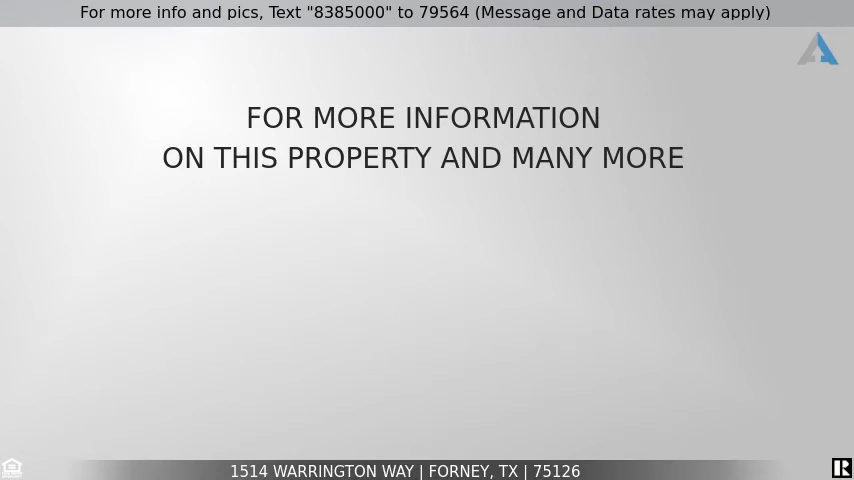 For more info and pics, Text "8385000" to 79564 (Message and Data rates may apply)
FOR MORE INFORMATION
ON THIS PROPERTY AND MANY MORE
1514 WARRINGTON WAY | FORNEY, TX | 75126